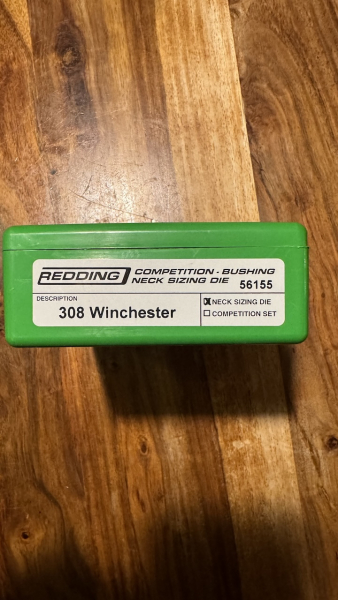 REDDING
COMPETITION - BUSHING
NECK SIZING DIE 56155
DESCRIPTION
308 Winchester
NECK SIZING DIE
COMPETITION SET